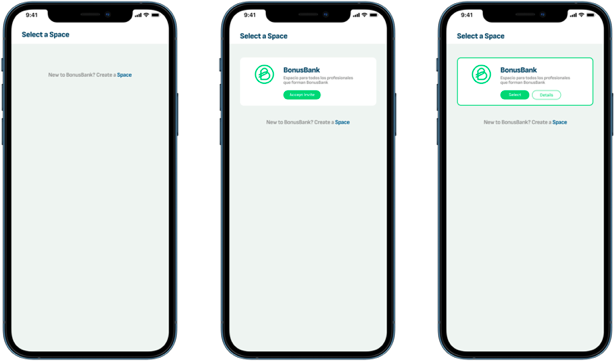 9:41
Select a Space
New to BonusBank? Create a Space
9:41
Select a Space
BonusBank
Espacio para todos los profesionales
que forman BonusBank
Accept Invite
New to BonusBank? Create a Space
9:41
Select a Space
BonusBank
Espacio para todos los profesionales
que forman BonusBank
Select
Details
New to BonusBank? Create a Space